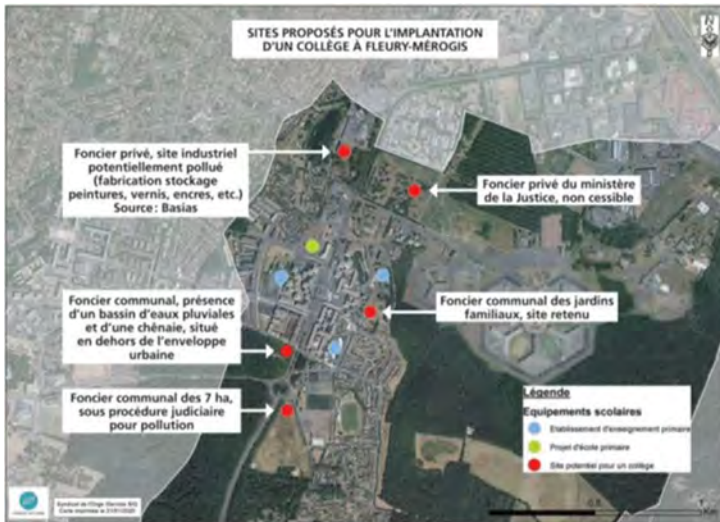 SITES PROPOSÉS POUR L'IMPLANTATION
D'UN COLLÈGE À FLEURY-MÉROGIS
Foncier privé, site industriel
potentiellement pollué
(fabrication stockage
peintures, vernis, encres, etc.)
Source : Basias
Foncier privé du ministère
de la Justice, non cessible
Foncier communal, présence
d'un bassin d'eaux pluviales
et d'une chênaie, situé
en dehors de l'enveloppe
urbaine
Foncier communal des jardins
familiaux, site retenu
Foncier communal des 7 ha,
sous procédure judiciaire
pour pollution
Légende
Equipements scolaires
Etablissement d'enseignement primaire
Projet d'école primaire
Site potentiel pour un collège
Km